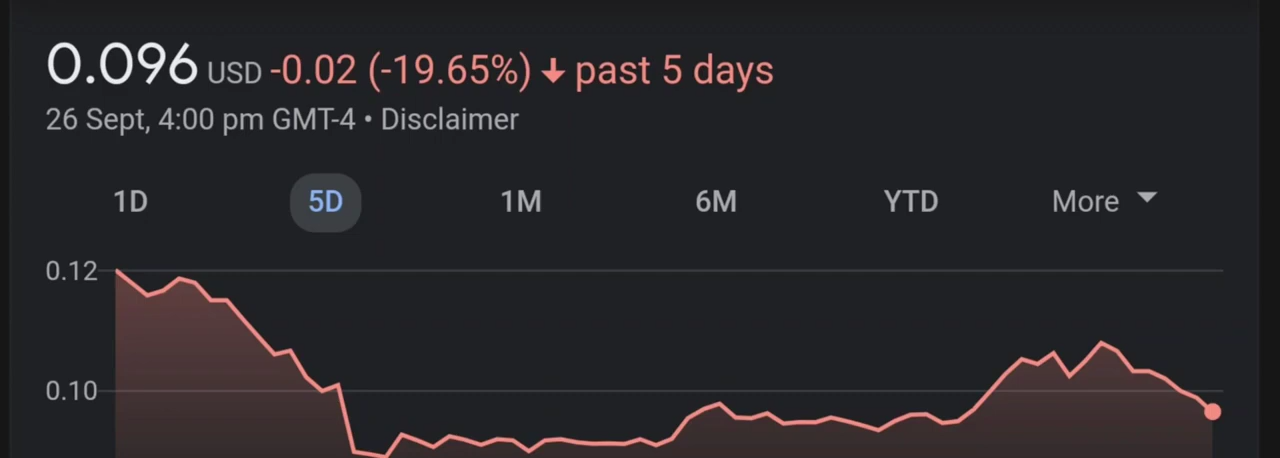 0.096 USD -0.02 (-19.65%) ↓ past 5 days
26 Sept, 4:00 pm GMT-4 • Disclaimer
1D 5D 1M 6M YTD More
0.12
0.10